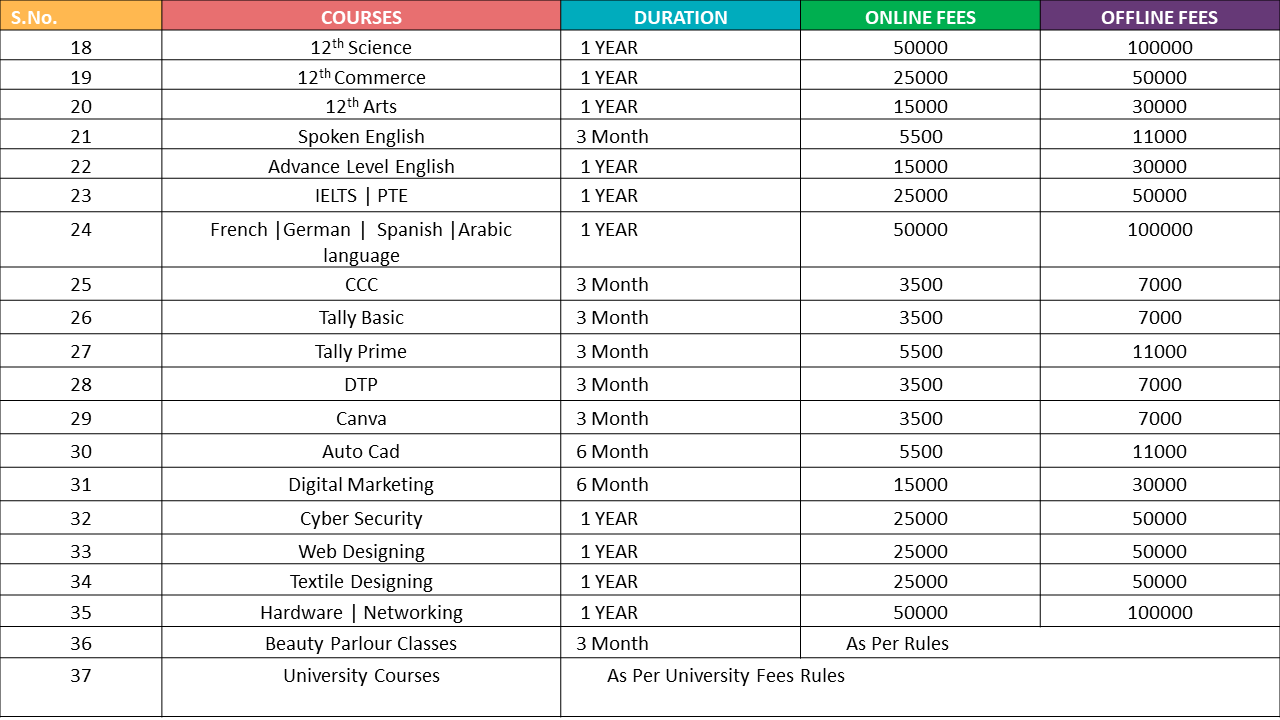 S.No. COURSES DURATION ONLINE FEES OFFLINE FEES
18 12th Science 1 YEAR 50000 100000
19 12th Commerce 1 YEAR 25000 50000
20 12th Arts 1 YEAR 15000 30000
21 Spoken English 3 Month 5500 11000
22 Advance Level English 1 YEAR 15000 30000
23 IELTS | PTE 1 YEAR 25000 50000
24 French |German | Spanish |Arabic 1 YEAR 50000 100000
language
25 CCC 3 Month 3500 7000
26 Tally Basic 3 Month 3500 7000
27 Tally Prime 3 Month 5500 11000
28 DTP 3 Month 3500 7000
29 Canva 3 Month 3500 7000
30 Auto Cad 6 Month 5500 11000
31 Digital Marketing 6 Month 15000 30000
32 Cyber Security 1 YEAR 25000 50000
33 Web Designing 1 YEAR 25000 50000
34 Textile Designing 1 YEAR 25000 50000
35 Hardware | Networking 1 YEAR 50000 100000
36 Beauty Parlour Classes 3 Month As Per Rules
37 University Courses As Per University Fees Rules